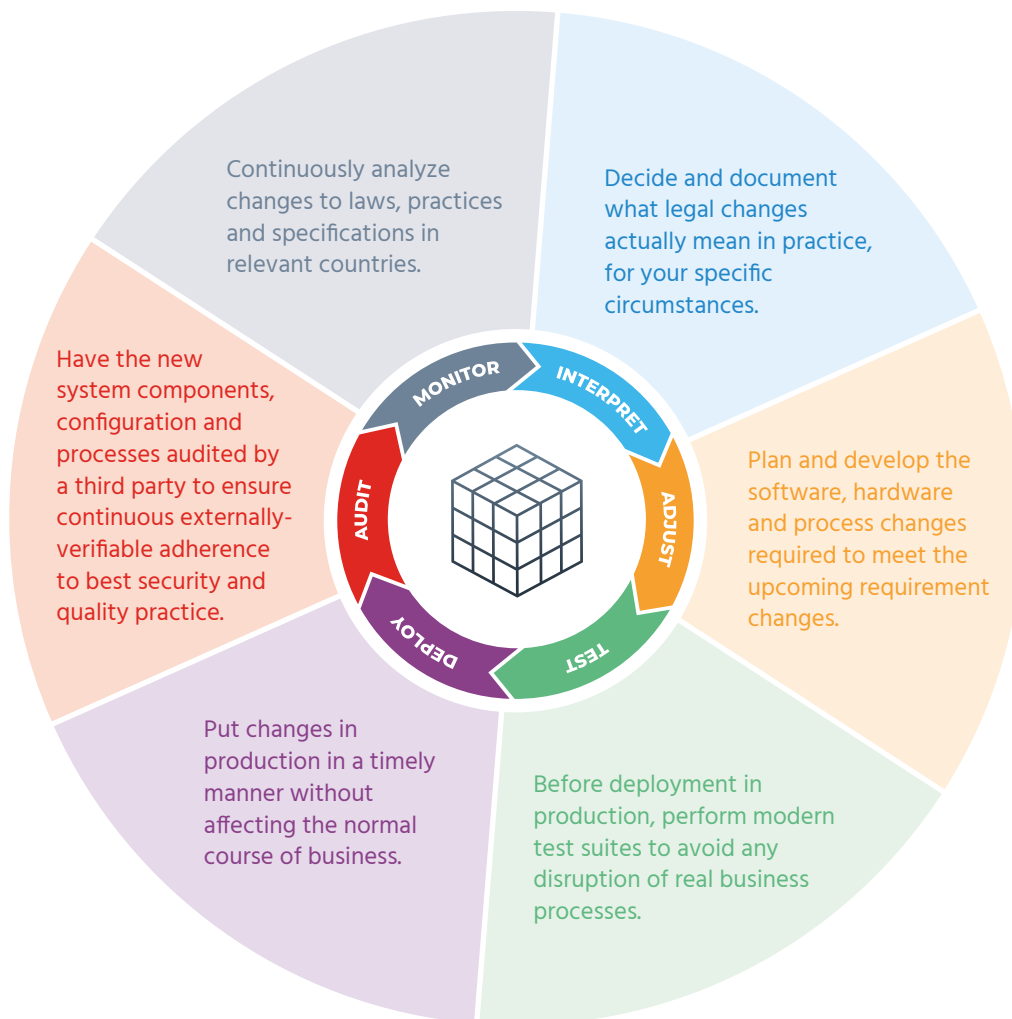 MONITOR
Continuously analyze
changes to laws, practices
and specifications in
relevant countries.
INTERPRET
Decide and document
what legal changes
actually mean in practice,
for your specific
circumstances.
ADJUST
Plan and develop the
software, hardware
and process changes
required to meet the
upcoming requirement
changes.
TEST
Before deployment in
production, perform modern
test suites to avoid any
disruption of real business
processes.
DEPLOY
Put changes in
production in a timely
manner without
affecting the normal
course of business.
AUDIT
Have the new
system components,
configuration and
processes audited by
a third party to ensure
continuous externally-
verifiable adherence
to best security and
quality practice.